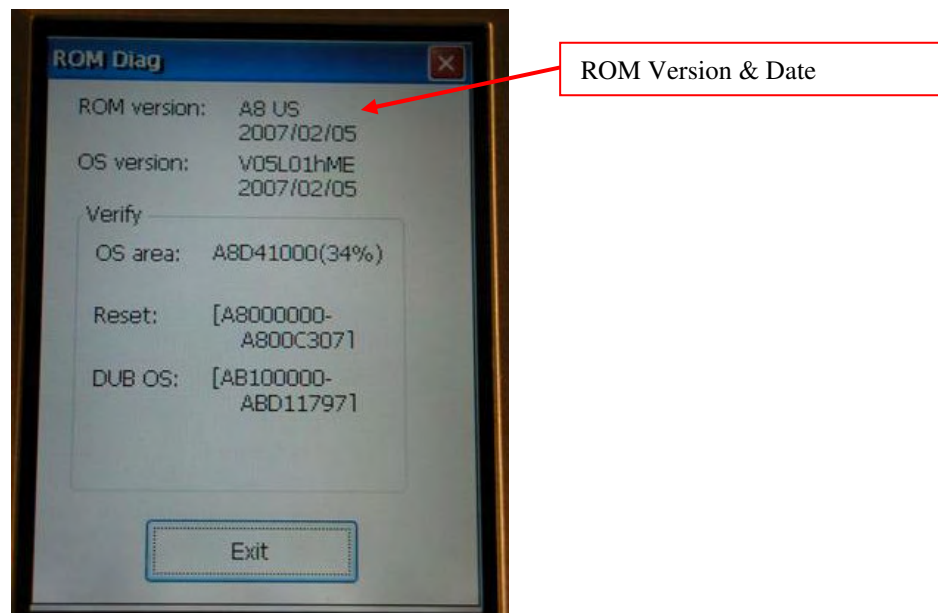 ROM Diag
ROM Version & Date
ROM version: A8 US
2007/02/05
OS version: V05L01hME
2007/02/05
Verify
OS area: A8D41000(34%)
Reset: [A8000000-
A800C307]
DUB OS: [AB100000-
ABD11797]
Exit